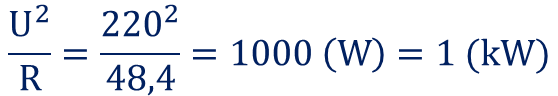 U²/R = 220²/48,4 = 1000 (W) = 1 (kW)